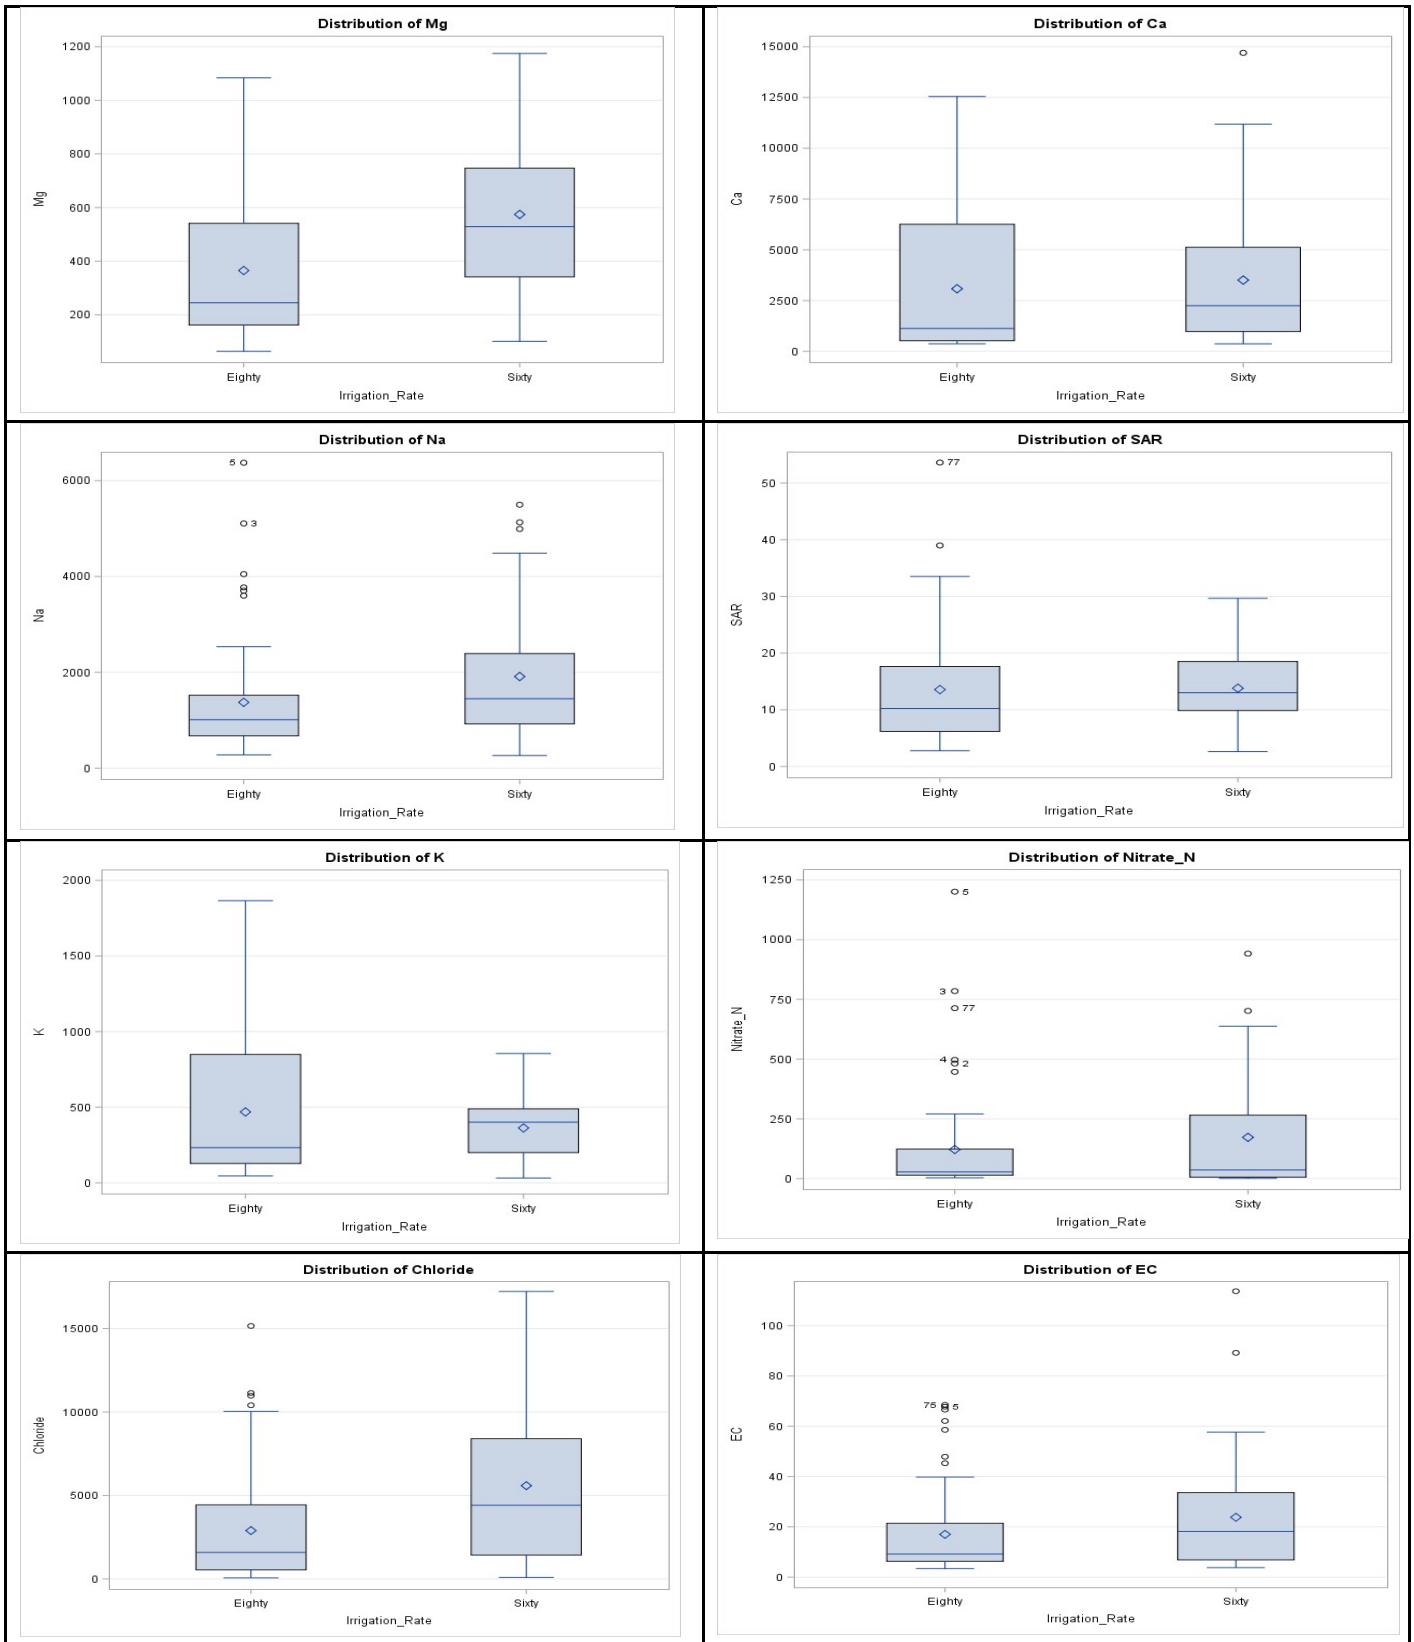 Distribution of Mg
1200
1000
800
600
400
200
Mg
Eighty Sixty
Irrigation_Rate
Distribution of Ca
15000
12500
10000
7500
5000
2500
0
Ca
Eighty Sixty
Irrigation_Rate
Distribution of Na
6000
4000
2000
0
Na
5
3
Eighty Sixty
Irrigation_Rate
Distribution of SAR
50
40
30
20
10
0
SAR
77
Eighty Sixty
Irrigation_Rate
Distribution of K
2000
1500
1000
500
0
K
Eighty Sixty
Irrigation_Rate
Distribution of Nitrate_N
1250
1000
750
500
250
0
Nitrate_N
5
3
77
4 2
Eighty Sixty
Irrigation_Rate
Distribution of Chloride
15000
10000
5000
0
Chloride
Eighty Sixty
Irrigation_Rate
Distribution of EC
100
80
60
40
20
0
EC
75 5
Eighty Sixty
Irrigation_Rate